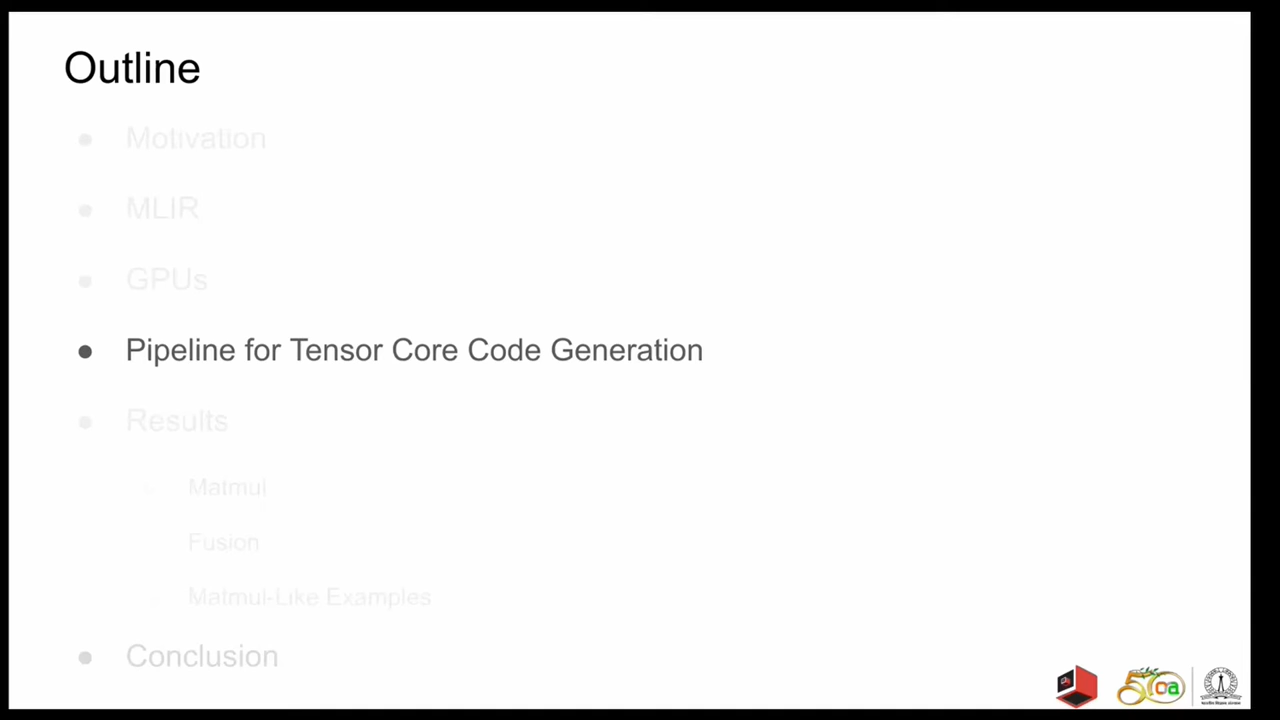 Outline
● Motivation
● MLIR
● GPUs
● Pipeline for Tensor Core Code Generation
● Results
Matmul
Fusion
Matmul-Like Examples
● Conclusion